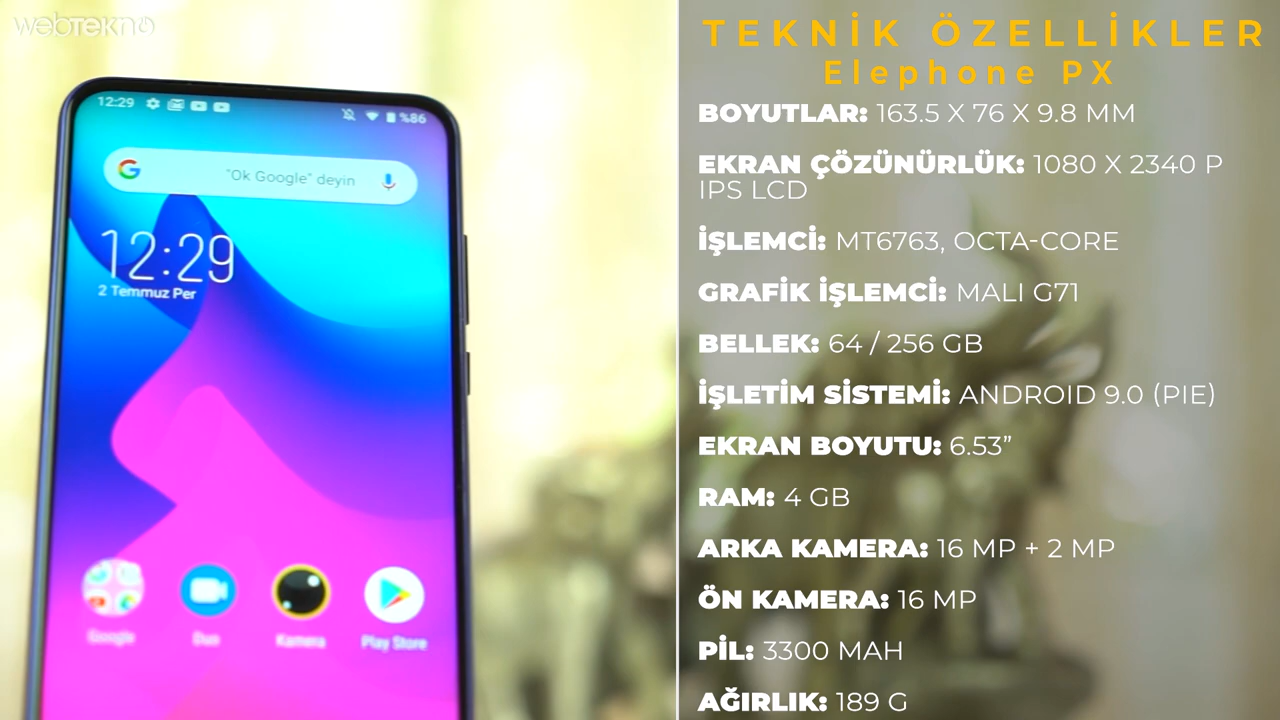 webtekno
12:29
%86
"Ok Google" deyin
12:29
2 Temmuz Per
Google
Duo
Kamera
Play Store
TEKNİK ÖZELLİKLER
Elephone PX
BOYUTLAR: 163.5 X 76 X 9.8 MM
EKRAN ÇÖZÜNÜRLÜK: 1080 X 2340 P
IPS LCD
İŞLEMCİ: MT6763, OCTA-CORE
GRAFİK İŞLEMCİ: MALI G71
BELLEK: 64 / 256 GB
İŞLETİM SİSTEMİ: ANDROID 9.0 (PIE)
EKRAN BOYUTU: 6.53”
RAM: 4 GB
ARKA KAMERA: 16 MP + 2 MP
ÖN KAMERA: 16 MP
PİL: 3300 MAH
AĞIRLIK: 189 G